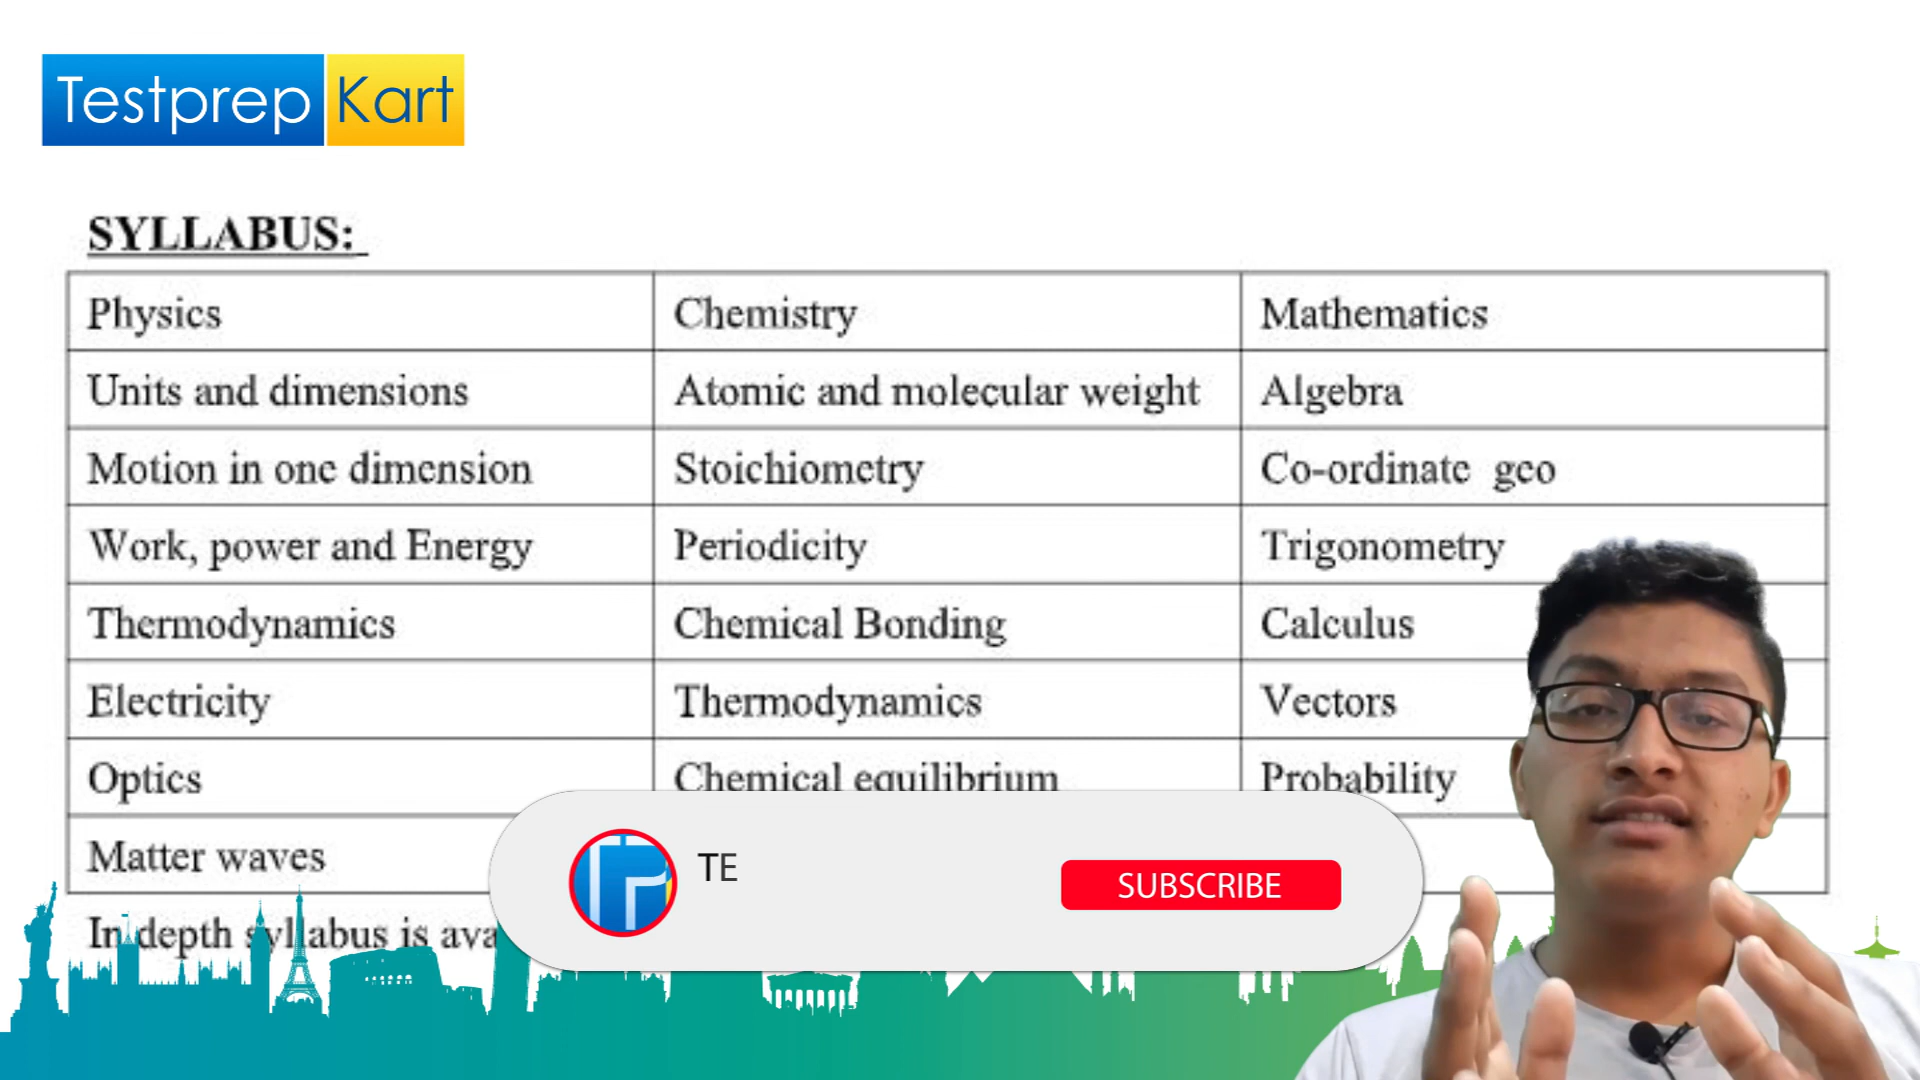 Testprep Kart
SYLLABUS:
Physics Chemistry Mathematics
Units and dimensions Atomic and molecular weight Algebra
Motion in one dimension Stoichiometry Co-ordinate geo
Work, power and Energy Periodicity Trigonometry
Thermodynamics Chemical Bonding Calculus
Electricity Thermodynamics Vectors
Optics Chemical equilibrium Probability
Matter waves
In depth syllabus is ava
TE
SUBSCRIBE